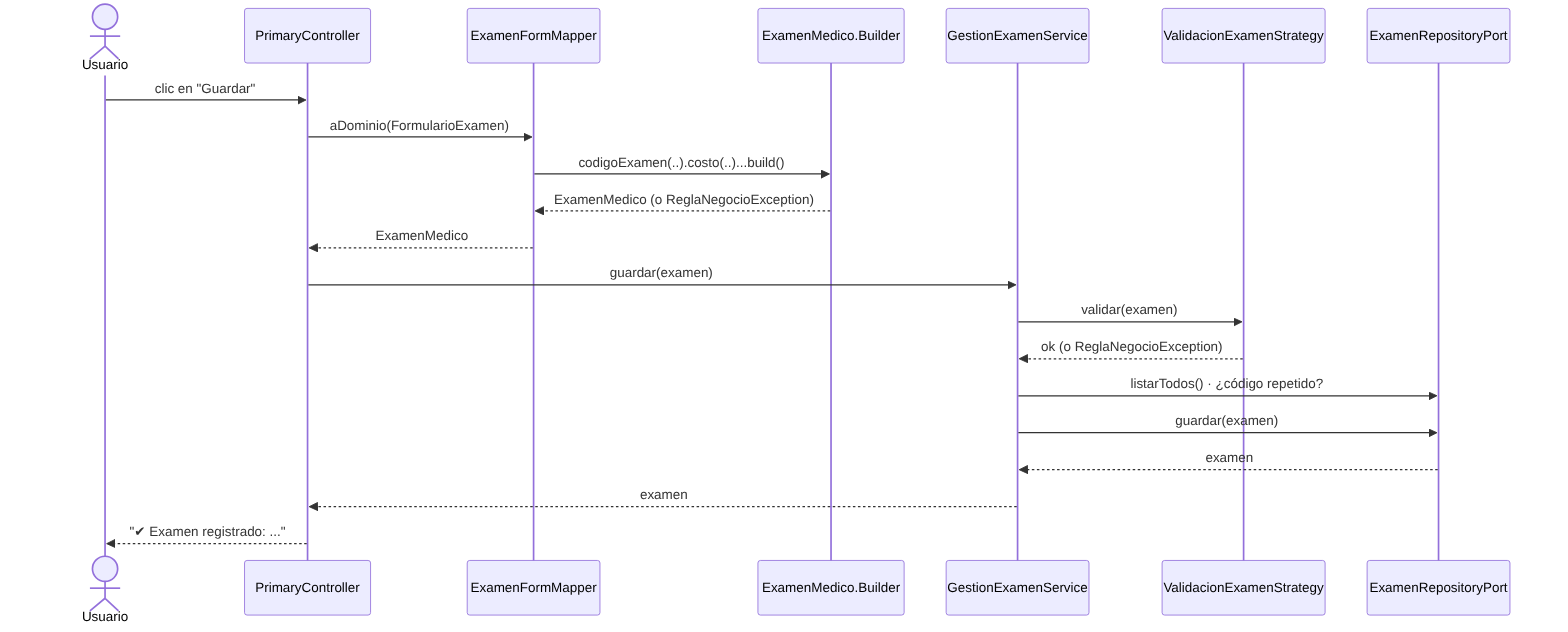 PrimaryController
ExamenFormMapper
ExamenMedico.Builder
GestionExamenService
ValidacionExamenStrategy
ExamenRepositoryPort
Usuario
clic en "Guardar"
aDominio(FormularioExamen)
codigoExamen(..).costo(..)...build()
ExamenMedico (o ReglaNegocioException)
ExamenMedico
guardar(examen)
validar(examen)
ok (o ReglaNegocioException)
listarTodos() · ¿código repetido?
guardar(examen)
examen
examen
"✔ Examen registrado: ..."
PrimaryController
ExamenFormMapper
ExamenMedico.Builder
GestionExamenService
ValidacionExamenStrategy
ExamenRepositoryPort
Usuario